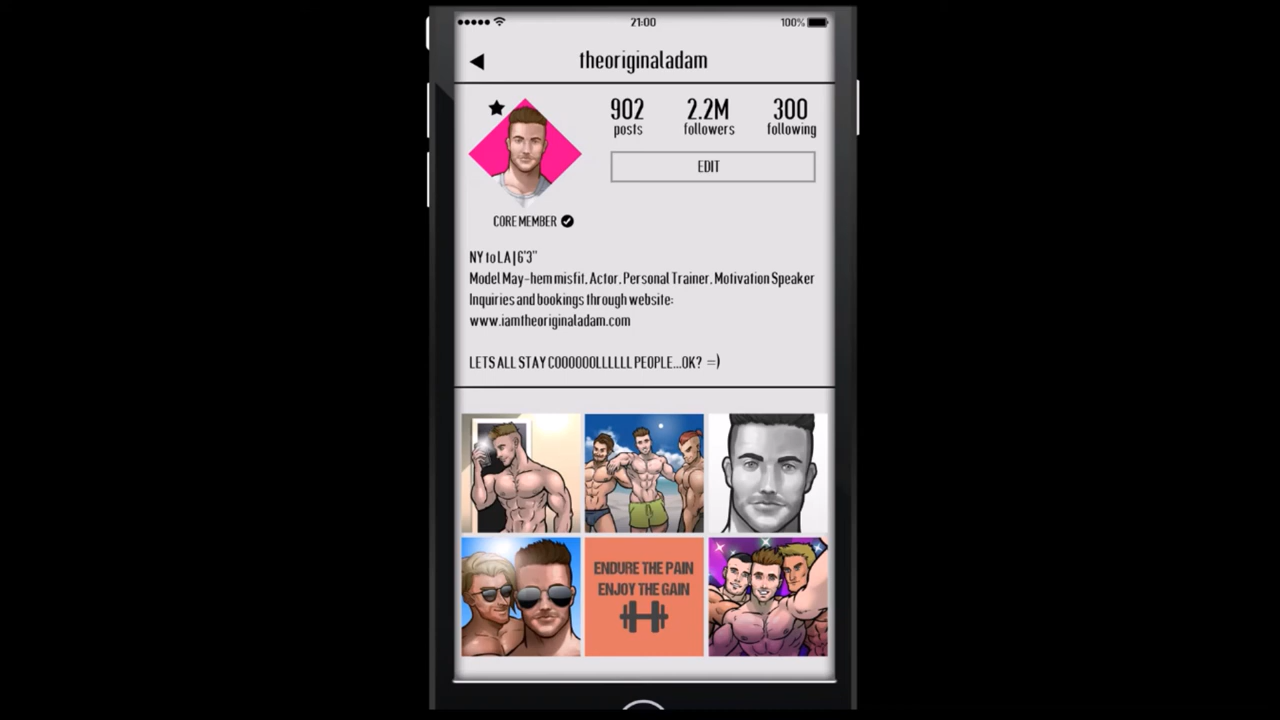 21:00
100%
theoriginaladam
902 2.2M 300
posts followers following
EDIT
CORE MEMBER
NY to LA | 6'3"
Model May-hem misfit, Actor, Personal Trainer, Motivation Speaker
Inquiries and bookings through website:
www.iamtheoriginaladam.com
LETS ALL STAY COOOOOOLLLLLL PEOPLE...OK? =)
ENDURE THE PAIN
ENJOY THE GAIN